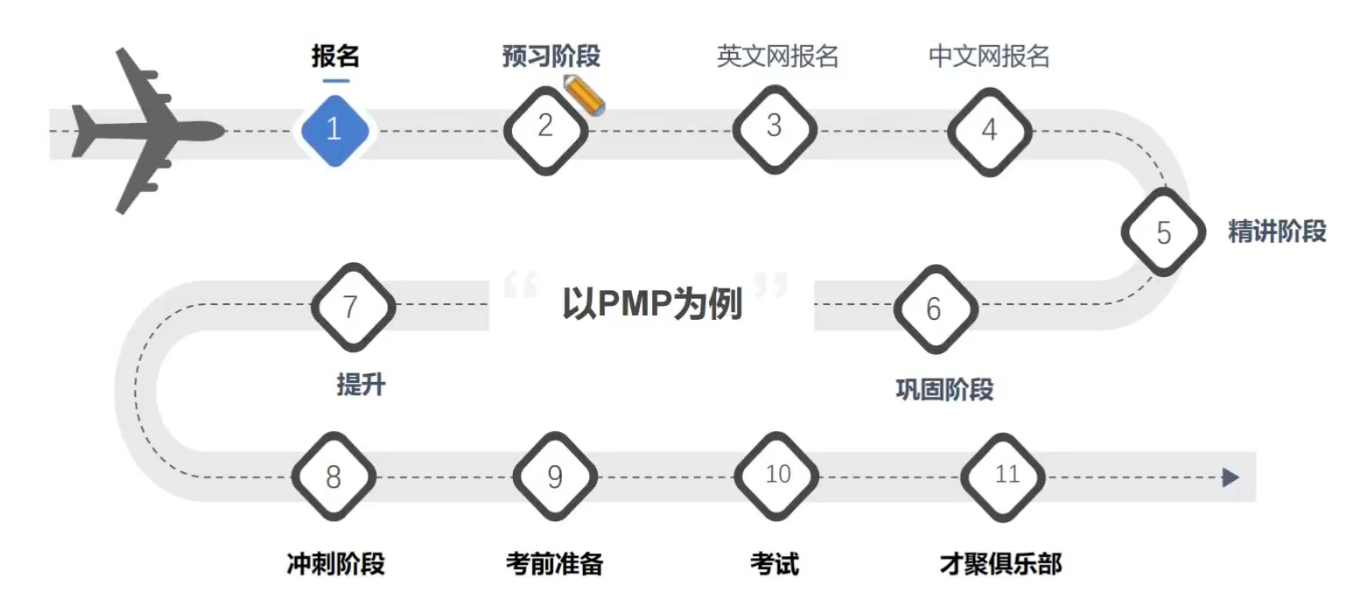 报名
预习阶段
英文网报名
中文网报名
1
2
3
4
5
精讲阶段
“以PMP为例”
6
巩固阶段
7
提升
8
9
10
11
冲刺阶段
考前准备
考试
才聚俱乐部